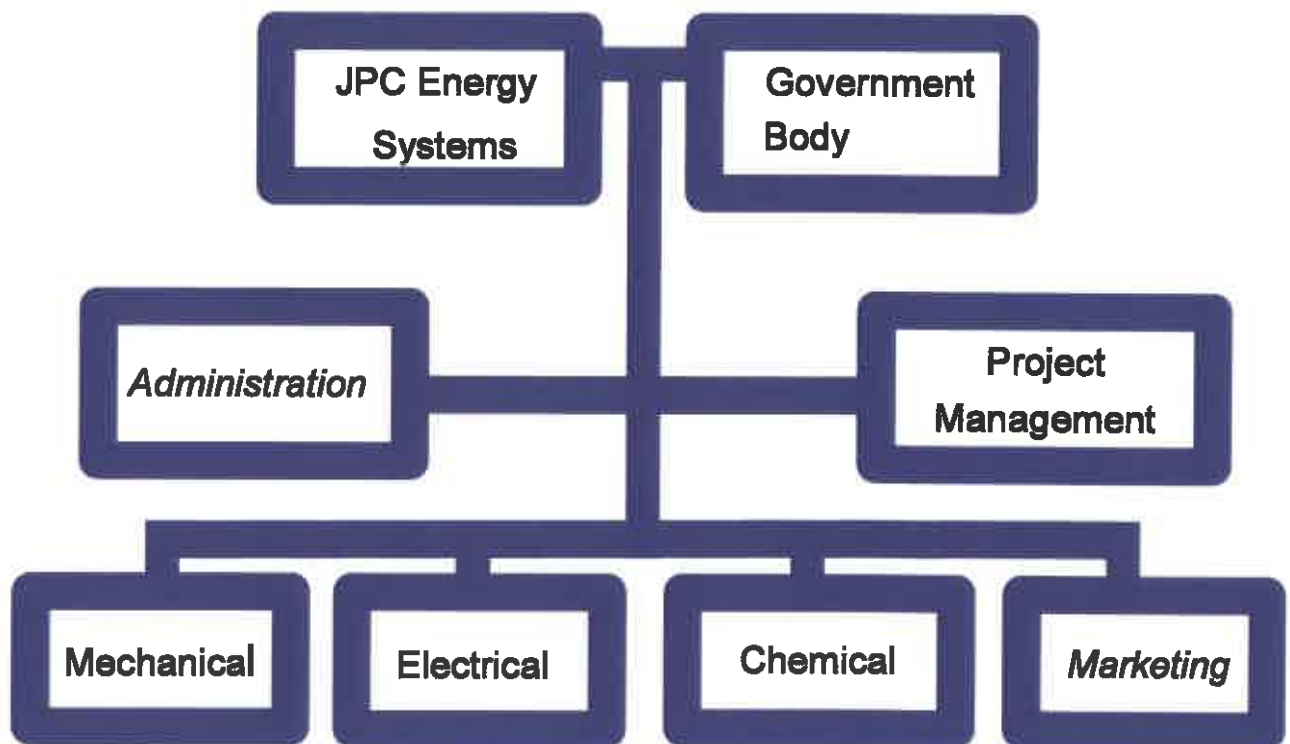 JPC Energy
Systems
Government
Body
Administration
Project
Management
Mechanical
Electrical
Chemical
Marketing